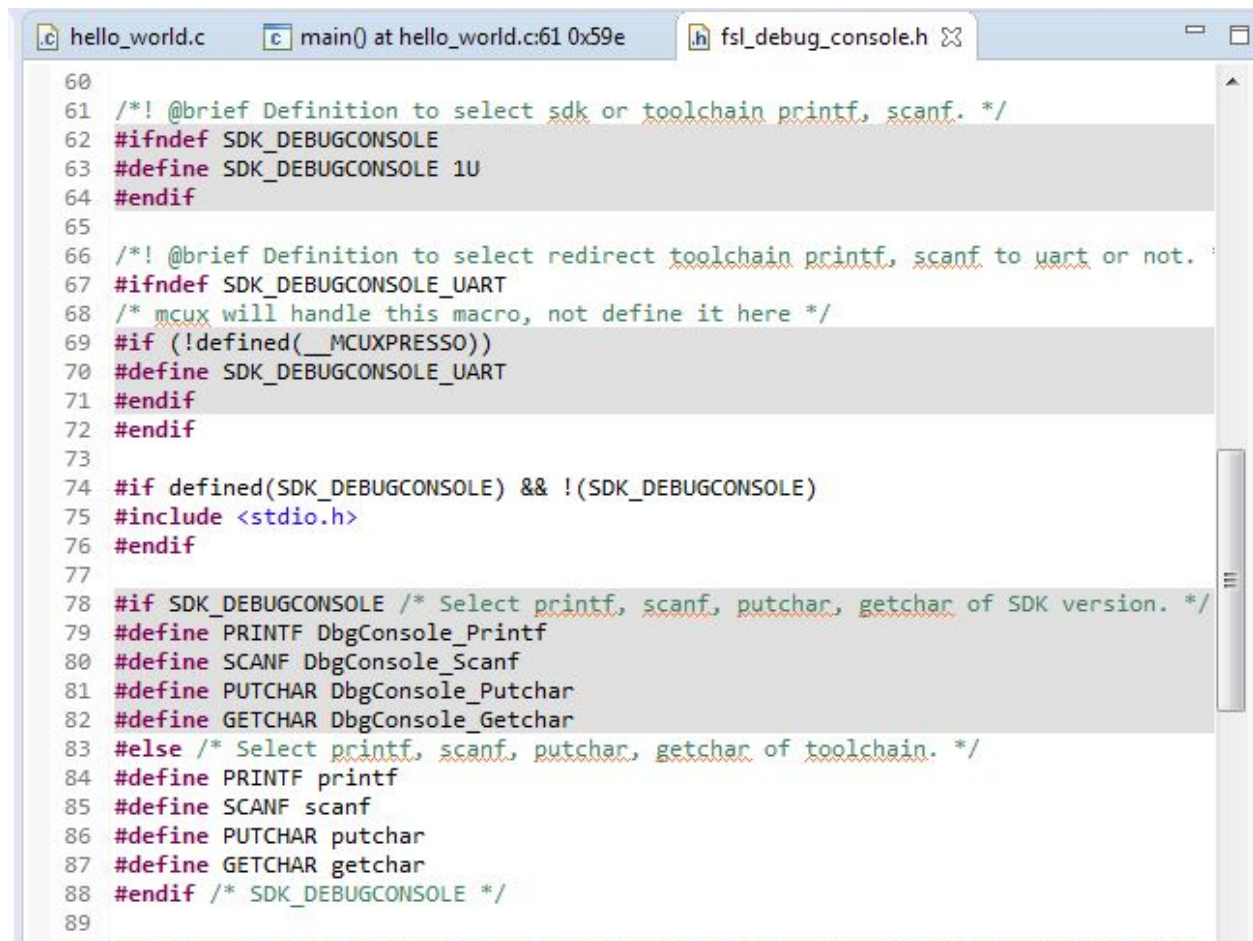 hello_world.c main() at hello_world.c:61 0x59e fsl_debug_console.h
60
61 /*! @brief Definition to select sdk or toolchain printf, scanf. */
62 #ifndef SDK_DEBUGCONSOLE
63 #define SDK_DEBUGCONSOLE 1U
64 #endif
65
66 /*! @brief Definition to select redirect toolchain printf, scanf to uart or not.
67 #ifndef SDK_DEBUGCONSOLE_UART
68 /* mcux will handle this macro, not define it here */
69 #if (!defined(__MCUXPRESSO))
70 #define SDK_DEBUGCONSOLE_UART
71 #endif
72 #endif
73
74 #if defined(SDK_DEBUGCONSOLE) && !(SDK_DEBUGCONSOLE)
75 #include <stdio.h>
76 #endif
77
78 #if SDK_DEBUGCONSOLE /* Select printf, scanf, putchar, getchar of SDK version. */
79 #define PRINTF DbgConsole_Printf
80 #define SCANF DbgConsole_Scanf
81 #define PUTCHAR DbgConsole_Putchar
82 #define GETCHAR DbgConsole_Getchar
83 #else /* Select printf, scanf, putchar, getchar of toolchain. */
84 #define PRINTF printf
85 #define SCANF scanf
86 #define PUTCHAR putchar
87 #define GETCHAR getchar
88 #endif /* SDK_DEBUGCONSOLE */
89